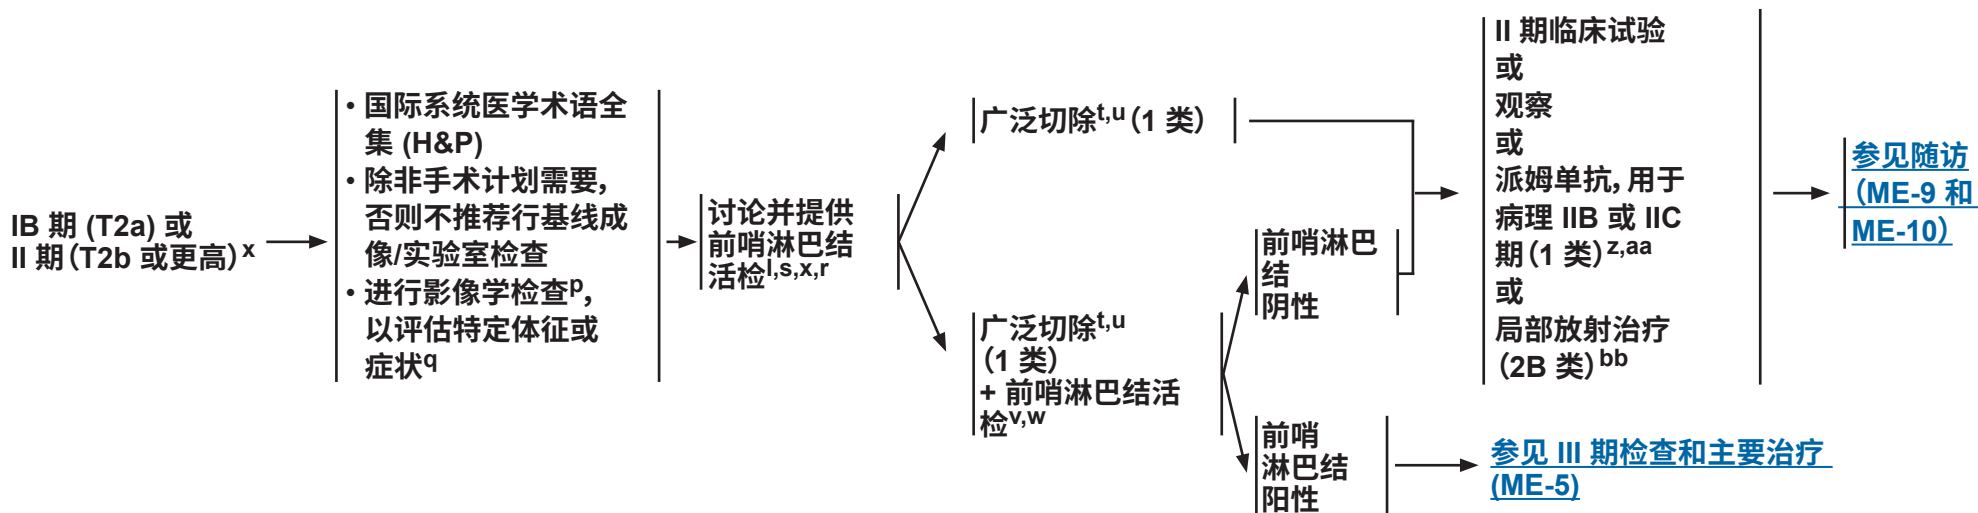 IB 期 (T2a) 或
II 期（T2b 或更高）x
• 国际系统医学术语全
集 (H&P)
• 除非手术计划需要，
否则不推荐行基线成
像/实验室检查
• 进行影像学检查p，
以评估特定体征或
症状q
讨论并提供
前哨淋巴结
活检l,s,x,r
广泛切除t,u（1 类）
广泛切除t,u
（1 类）
+ 前哨淋巴结活
检v,w
前哨淋巴
结
阴性
前哨
淋巴结
阳性
II 期临床试验
或
观察
或
派姆单抗，用于
病理 IIB 或 IIC
期（1 类）z,aa
或
局部放射治疗
（2B 类）bb
参见随访
（ME-9 和
ME-10）
参见 III 期检查和主要治疗
(ME-5)